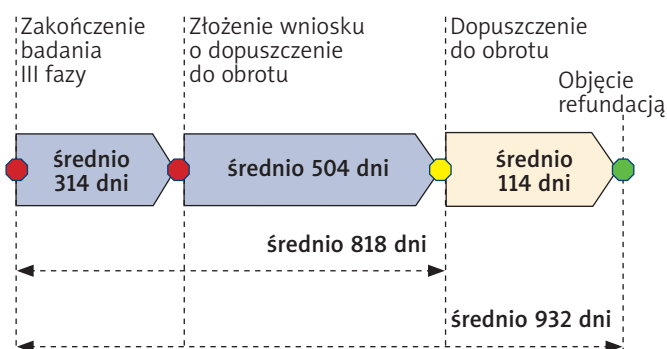 Zakończenie
badania
III fazy
Złożenie wniosku
o dopuszczenie
do obrotu
Dopuszczenie
do obrotu
Objęcie
refundacją
średnio
314 dni
średnio 504 dni
średnio
114 dni
średnio 818 dni
średnio 932 dni